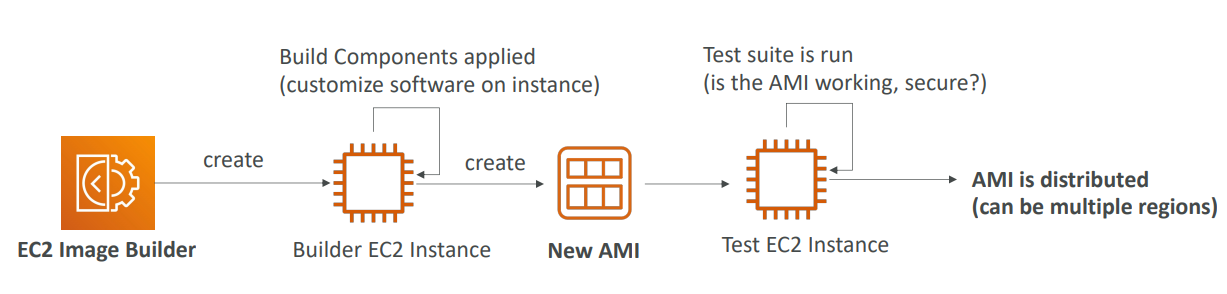 Build Components applied
(customize software on instance)
Test suite is run
(is the AMI working, secure?)
create
create
AMI is distributed
(can be multiple regions)
EC2 Image Builder
Builder EC2 Instance
New AMI
Test EC2 Instance